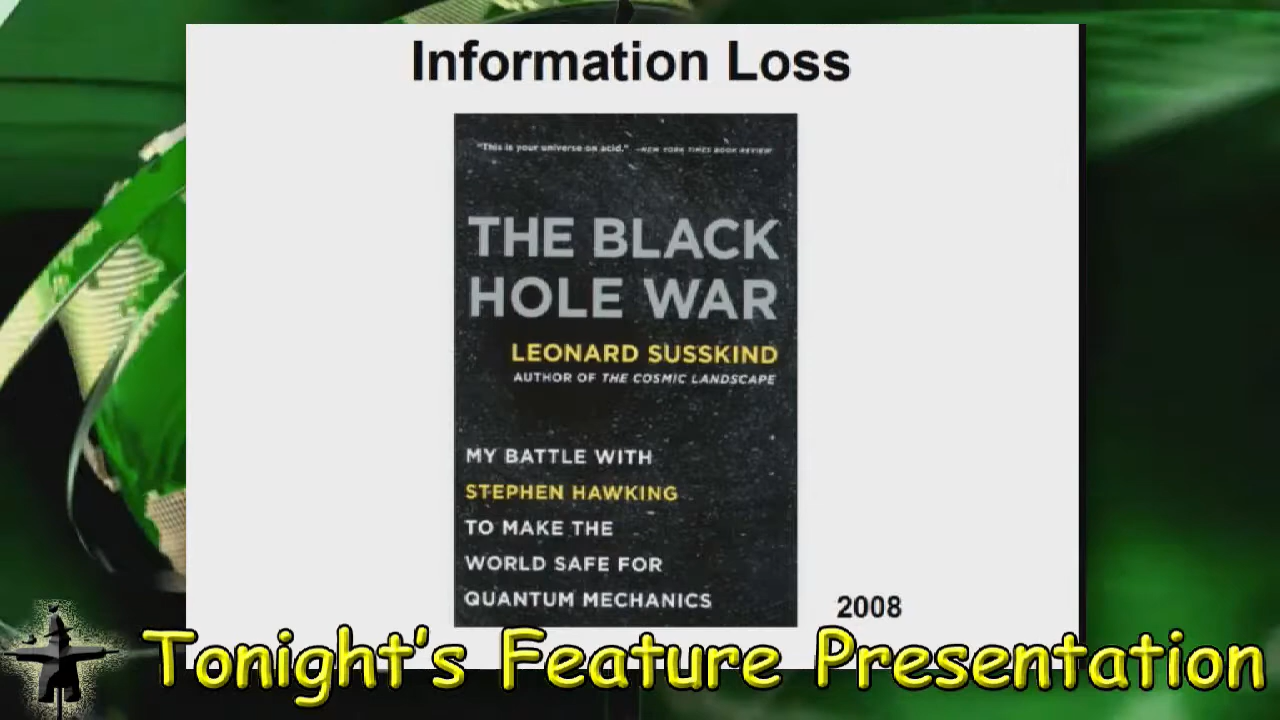 Information Loss
"This is your universe on acid." —NEW YORK TIMES BOOK REVIEW
THE BLACK
HOLE WAR
LEONARD SUSSKIND
AUTHOR OF THE COSMIC LANDSCAPE
MY BATTLE WITH
STEPHEN HAWKING
TO MAKE THE
WORLD SAFE FOR
QUANTUM MECHANICS
2008
Tonight's Feature Presentation